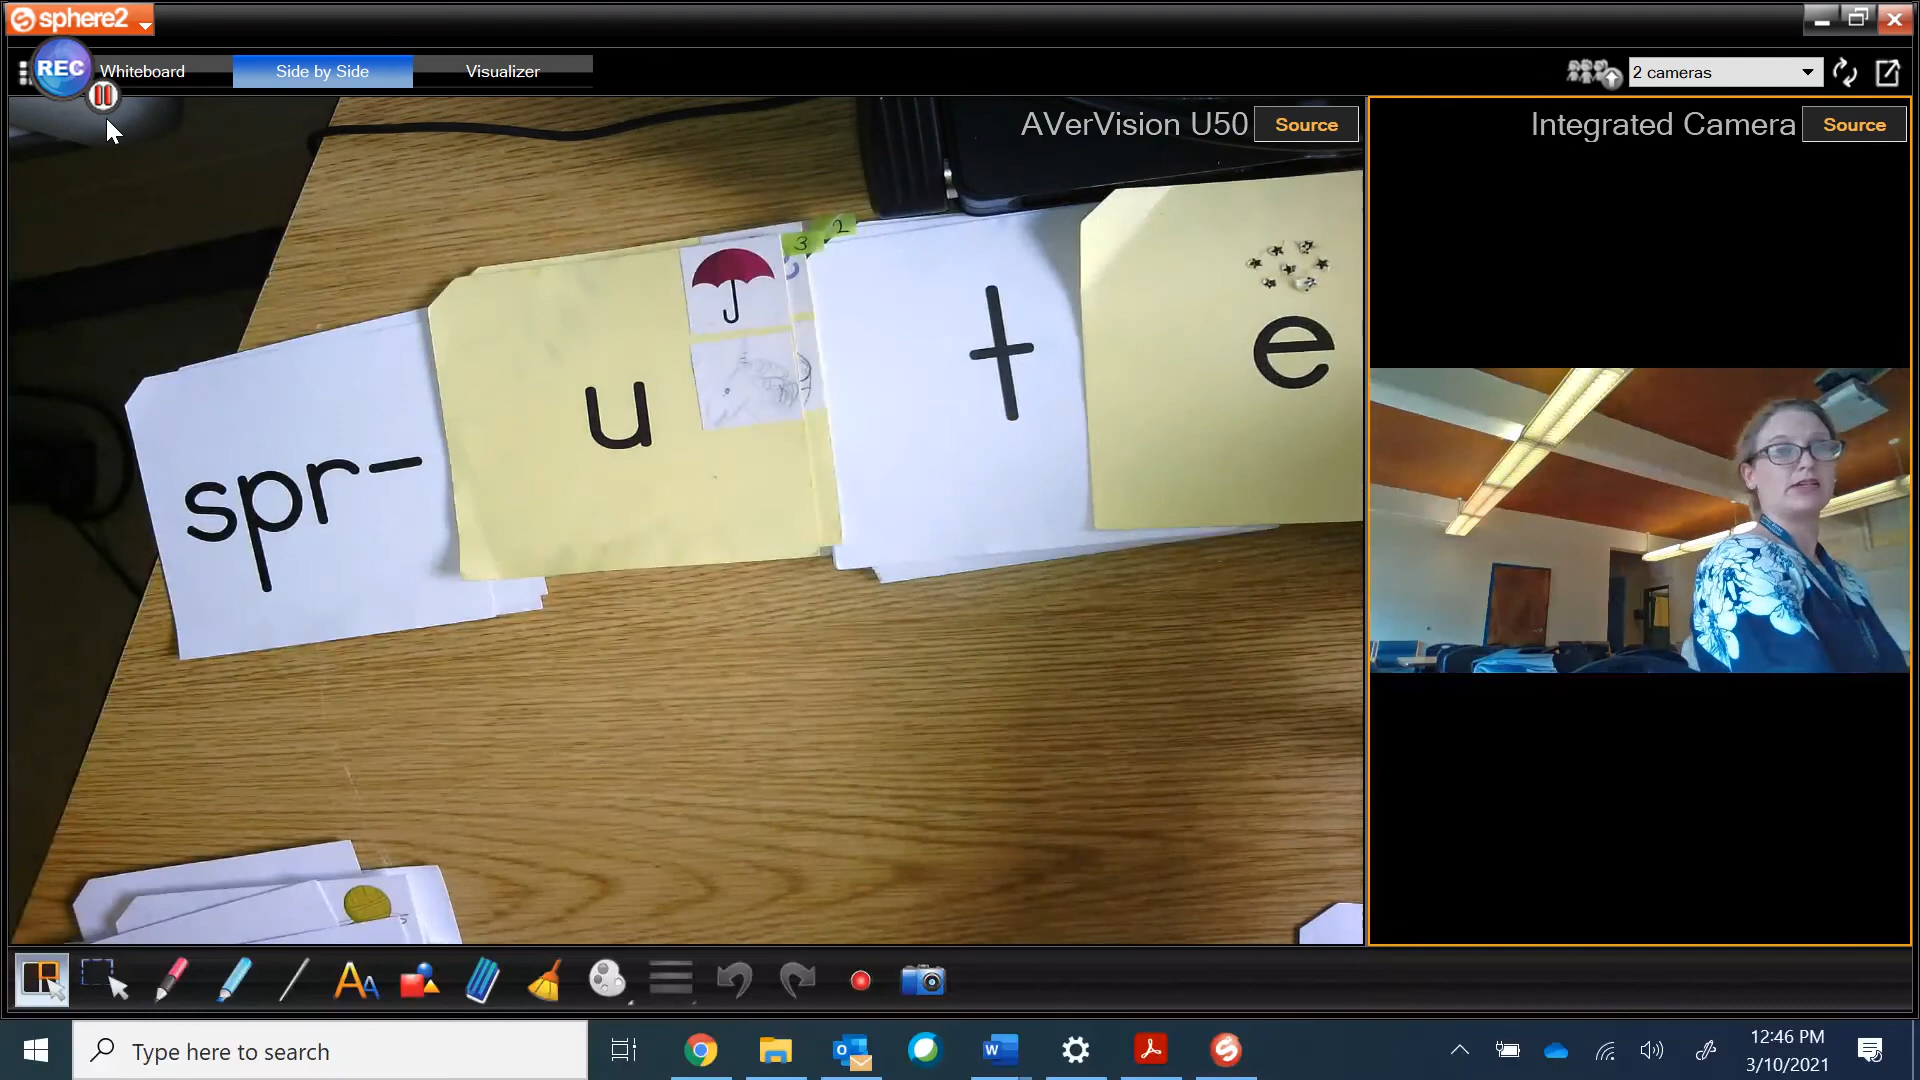 sphere2
REC
Whiteboard
Side by Side
Visualizer
2 cameras
AVerVision U50
Source
Integrated Camera
Source
spr-
u
3
2
t
e
Type here to search
12:46 PM
3/10/2021